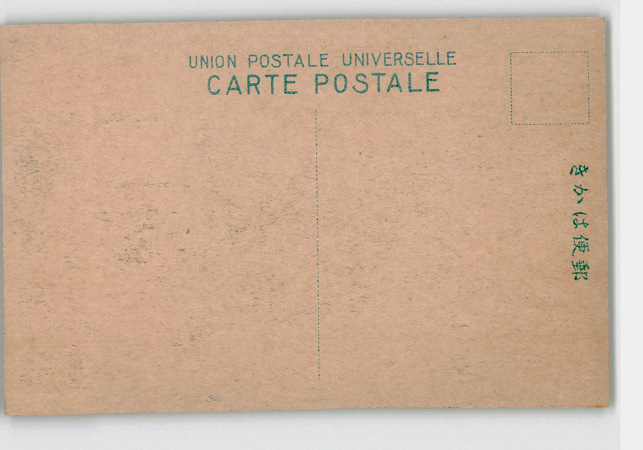 UNION POSTALE UNIVERSELLE
CARTE POSTALE
きかは便郵